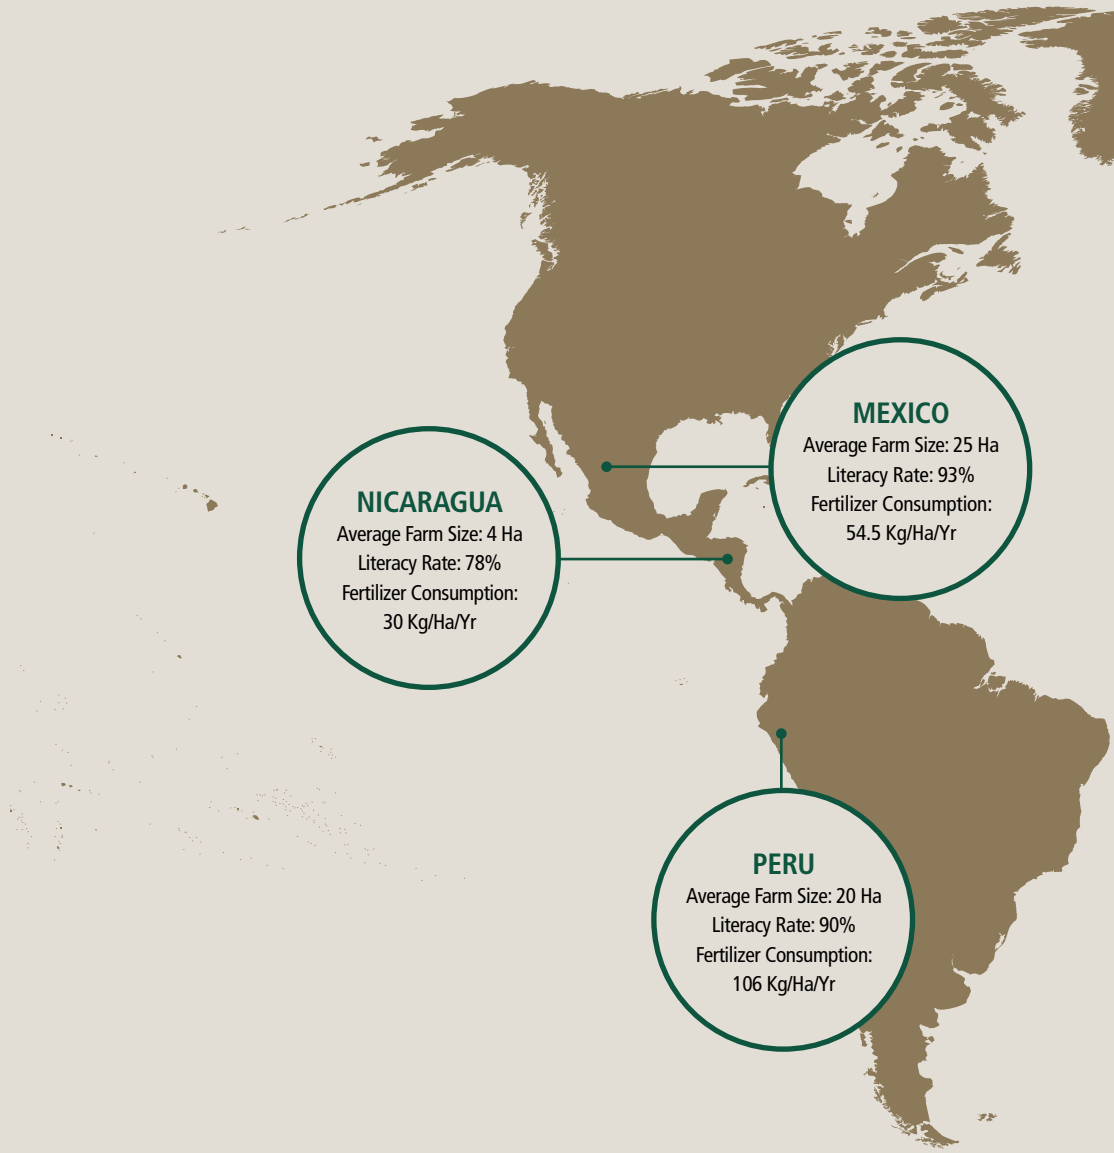 MEXICO
Average Farm Size: 25 Ha
Literacy Rate: 93%
Fertilizer Consumption:
54.5 Kg/Ha/Yr
NICARAGUA
Average Farm Size: 4 Ha
Literacy Rate: 78%
Fertilizer Consumption:
30 Kg/Ha/Yr
PERU
Average Farm Size: 20 Ha
Literacy Rate: 90%
Fertilizer Consumption:
106 Kg/Ha/Yr